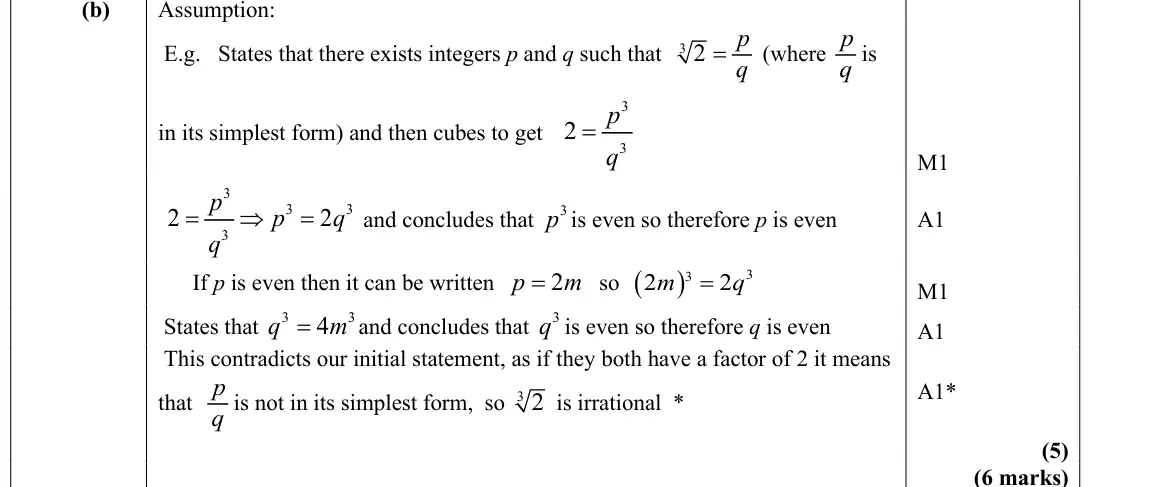 (b) Assumption:
E.g. States that there exists integers p and q such that ∛2 = p/q (where p/q is
in its simplest form) and then cubes to get 2 = p³/q³
M1
2 = p³/q³ ⇒ p³ = 2q³ and concludes that p³ is even so therefore p is even A1
If p is even then it can be written p = 2m so (2m)³ = 2q³ M1
States that q³ = 4m³ and concludes that q³ is even so therefore q is even A1
This contradicts our initial statement, as if they both have a factor of 2 it means
that p/q is not in its simplest form, so ∛2 is irrational * A1*
(5)
(6 marks)